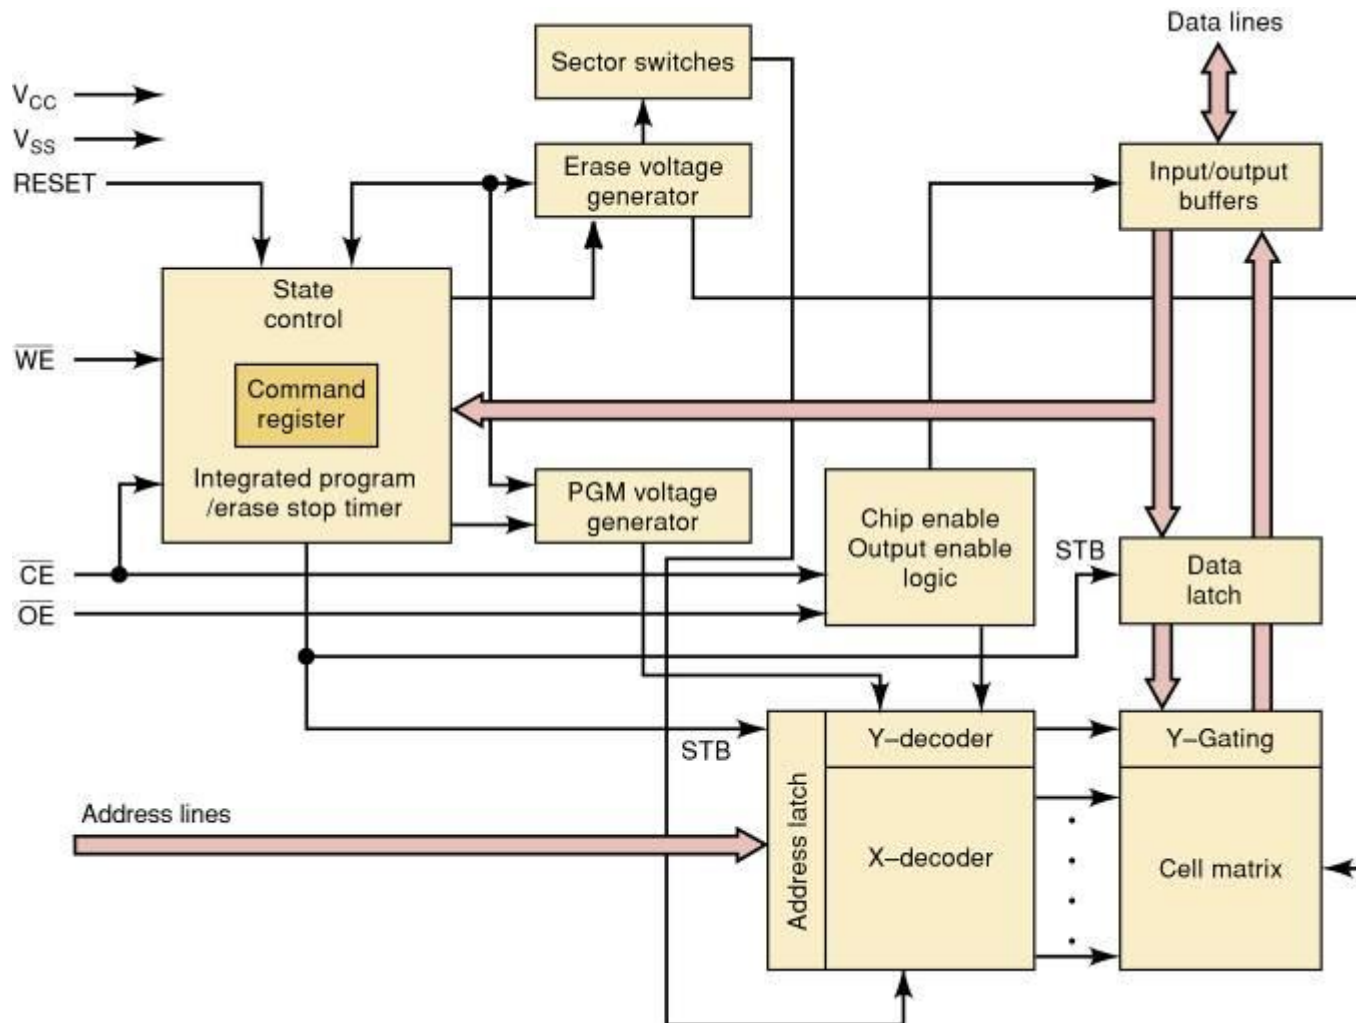 Data lines
Sector switches
VCC
VSS
RESET
Erase voltage
generator
Input/output
buffers
State
control
WE
Command
register
Integrated program
/erase stop timer
PGM voltage
generator
Chip enable
Output enable
logic
STB
Data
latch
CE
OE
STB
Address latch
Y–decoder
Y–Gating
Address lines
X–decoder
Cell matrix